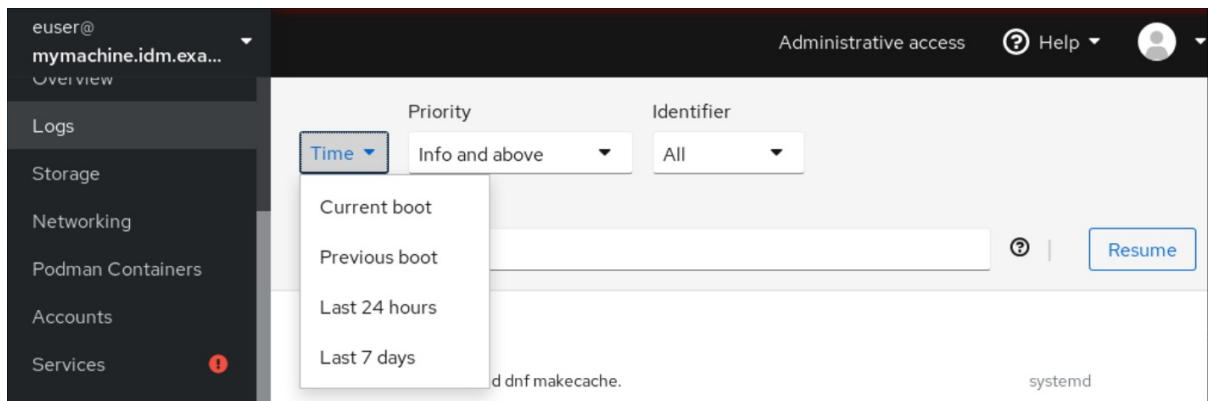 euser@
mymachine.idm.exa...
Administrative access
Help
Overview
Logs
Storage
Networking
Podman Containers
Accounts
Services
Priority
Identifier
Time
Info and above
All
Current boot
Previous boot
Last 24 hours
Last 7 days
Resume
d dnf makecache.
systemd